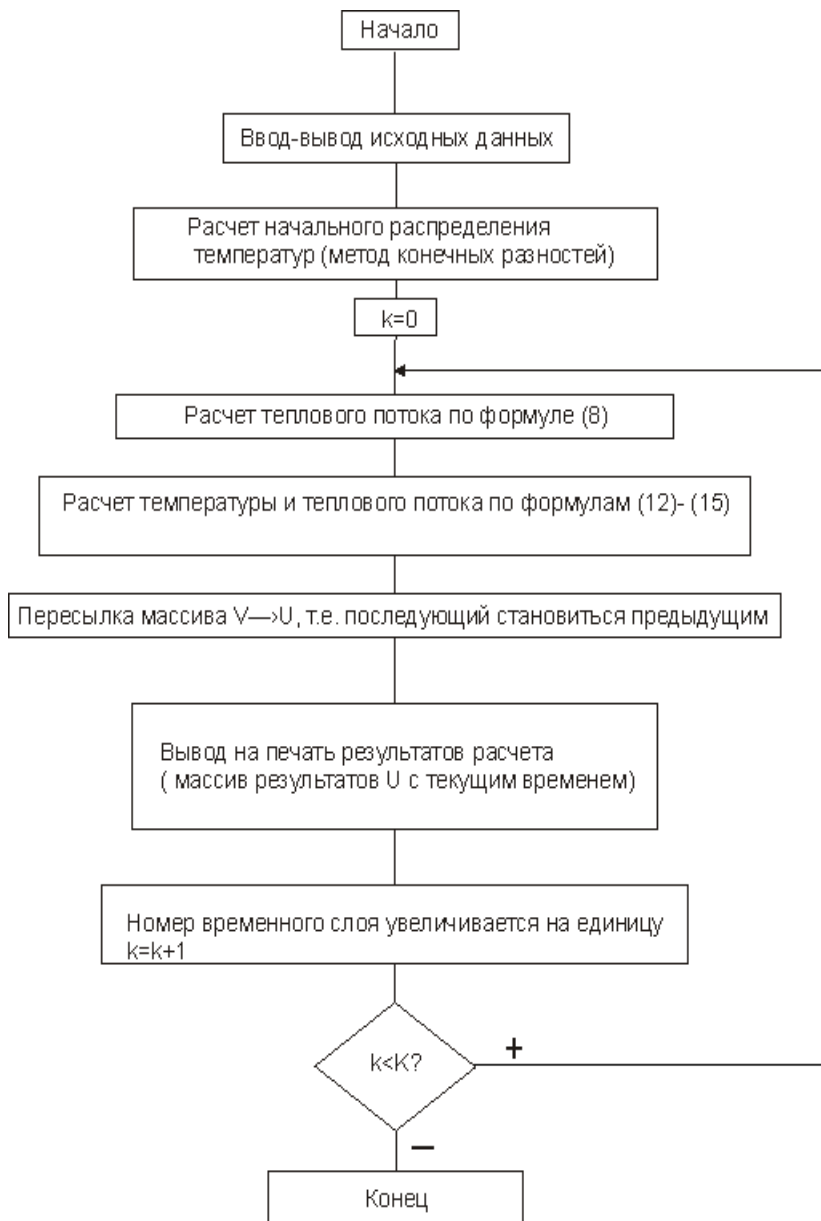 Начало
Ввод-вывод исходных данных
Расчет начального распределения
температур (метод конечных разностей)
k=0
Расчет теплового потока по формуле (8)
Расчет температуры и теплового потока по формулам (12)- (15)
Пересылка массива V—›U, т.е. последующий становиться предыдущим
Вывод на печать результатов расчета
( массив результатов U с текущим временем)
Номер временного слоя увеличивается на единицу
k=k+1
k<K?
+
—
Конец